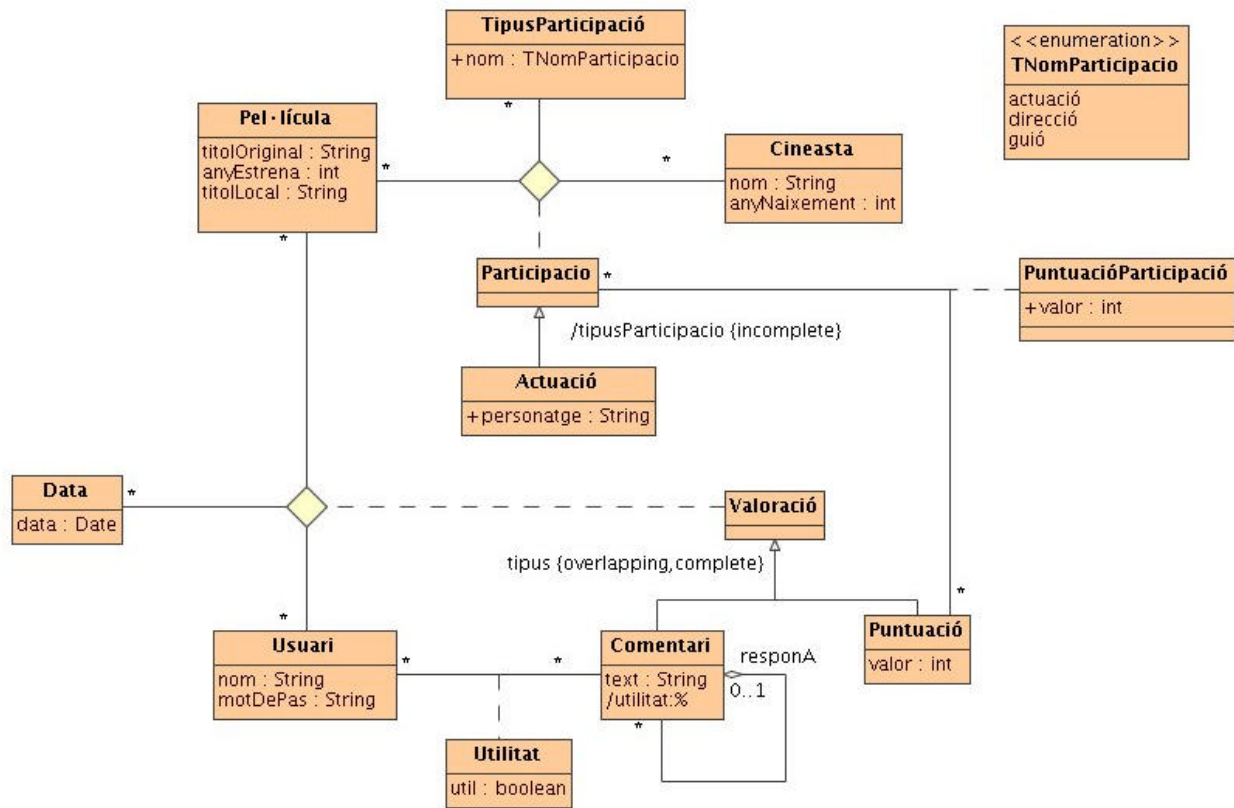 TipusParticipació
+nom : TNomParticipacio
<<enumeration>>
TNomParticipacio
actuació
direcció
guió
*
Pel·lícula
titolOriginal : String
anyEstrena : int
titolLocal : String
*
*
Cineasta
nom : String
anyNaixement : int
*
Participacio
*
PuntuacióParticipació
+valor : int
/tipusParticipacio {incomplete}
Actuació
+personatge : String
Data
data : Date
*
Valoració
tipus {overlapping,complete}
*
*
Usuari
nom : String
motDePas : String
*
*
Comentari
text : String
/utilitat:%
responA
0..1
*
Puntuació
valor : int
Utilitat
util : boolean